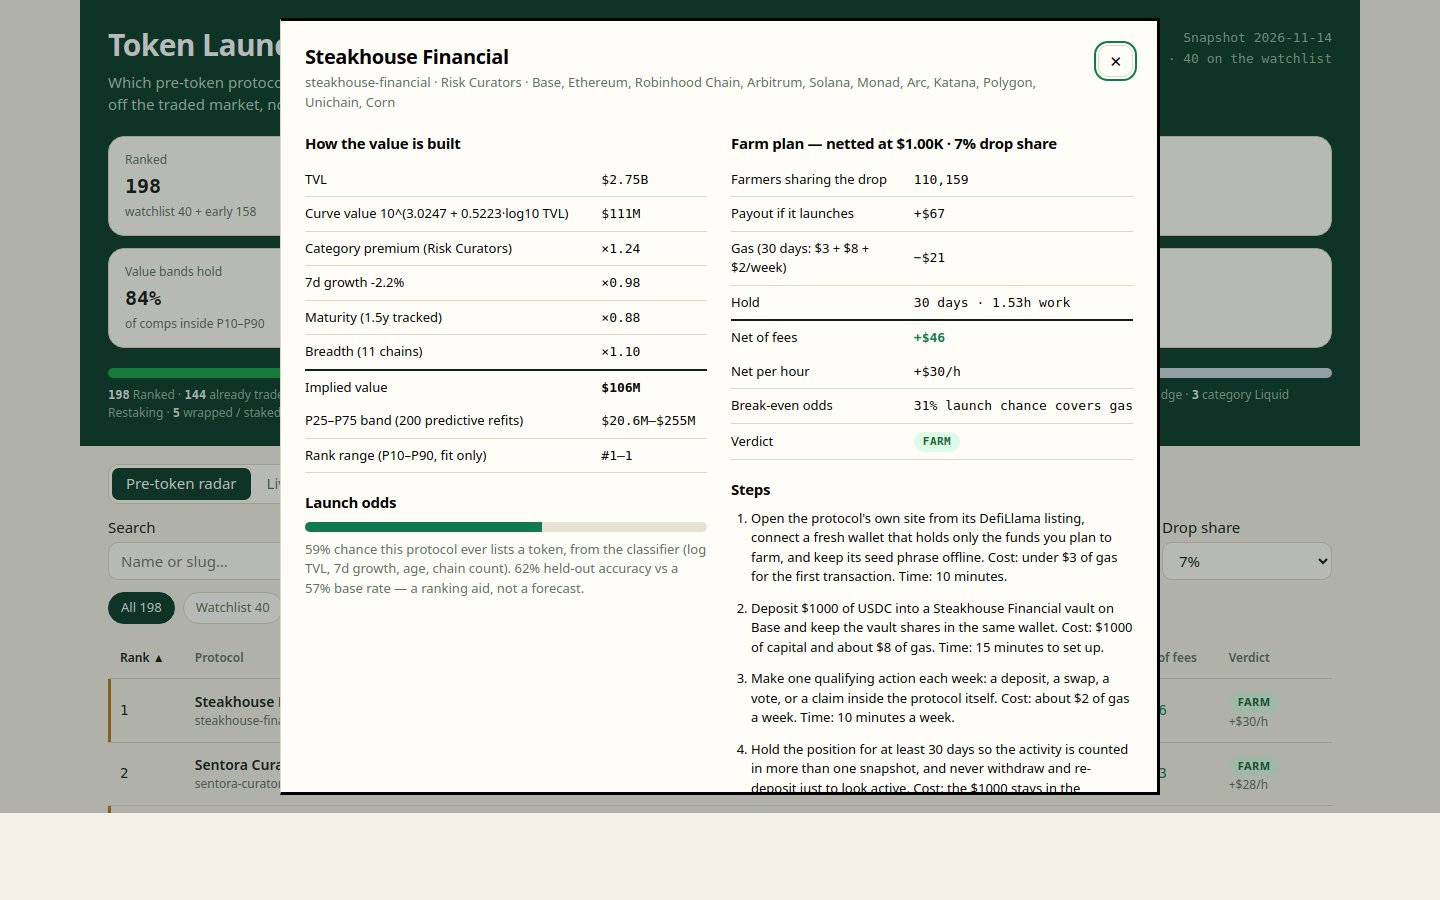 Token Laun
Which pre-token protoco
off the traded market, no
Snapshot 2026-11-14
· 40 on the watchlist
Ranked
198
watchlist 40 + early 158
Value bands hold
84%
of comps inside P10–P90
198 Ranked · 144 already trade
Restaking · 5 wrapped / staked
dge · 3 category Liquid
Pre-token radar
Search
Name or slug...
Drop share
7%
All 198
Watchlist 40
Rank ▲
Protocol
of fees
Verdict
1
Steakhouse
steakhouse-fina
6
FARM
+$30/h
2
Sentora Cura
sentora-curator
3
FARM
+$28/h
Steakhouse Financial
×
steakhouse-financial · Risk Curators · Base, Ethereum, Robinhood Chain, Arbitrum, Solana, Monad, Arc, Katana, Polygon,
Unichain, Corn
How the value is built
TVL $2.75B
Curve value 10^(3.0247 + 0.5223·log10 TVL) $111M
Category premium (Risk Curators) ×1.24
7d growth -2.2% ×0.98
Maturity (1.5y tracked) ×0.88
Breadth (11 chains) ×1.10
Implied value $106M
P25–P75 band (200 predictive refits) $20.6M–$255M
Rank range (P10–P90, fit only) #1–1
Launch odds
59% chance this protocol ever lists a token, from the classifier (log
TVL, 7d growth, age, chain count). 62% held-out accuracy vs a
57% base rate — a ranking aid, not a forecast.
Farm plan — netted at $1.00K · 7% drop share
Farmers sharing the drop 110,159
Payout if it launches +$67
Gas (30 days: $3 + $8 +
$2/week) −$21
Hold 30 days · 1.53h work
Net of fees +$46
Net per hour +$30/h
Break-even odds 31% launch chance covers gas
Verdict FARM
Steps
1. Open the protocol's own site from its DefiLlama listing,
connect a fresh wallet that holds only the funds you plan to
farm, and keep its seed phrase offline. Cost: under $3 of gas
for the first transaction. Time: 10 minutes.
2. Deposit $1000 of USDC into a Steakhouse Financial vault on
Base and keep the vault shares in the same wallet. Cost: $1000
of capital and about $8 of gas. Time: 15 minutes to set up.
3. Make one qualifying action each week: a deposit, a swap, a
vote, or a claim inside the protocol itself. Cost: about $2 of gas
a week. Time: 10 minutes a week.
4. Hold the position for at least 30 days so the activity is counted
in more than one snapshot, and never withdraw and re-
deposit just to look active. Cost: the $1000 stays in the